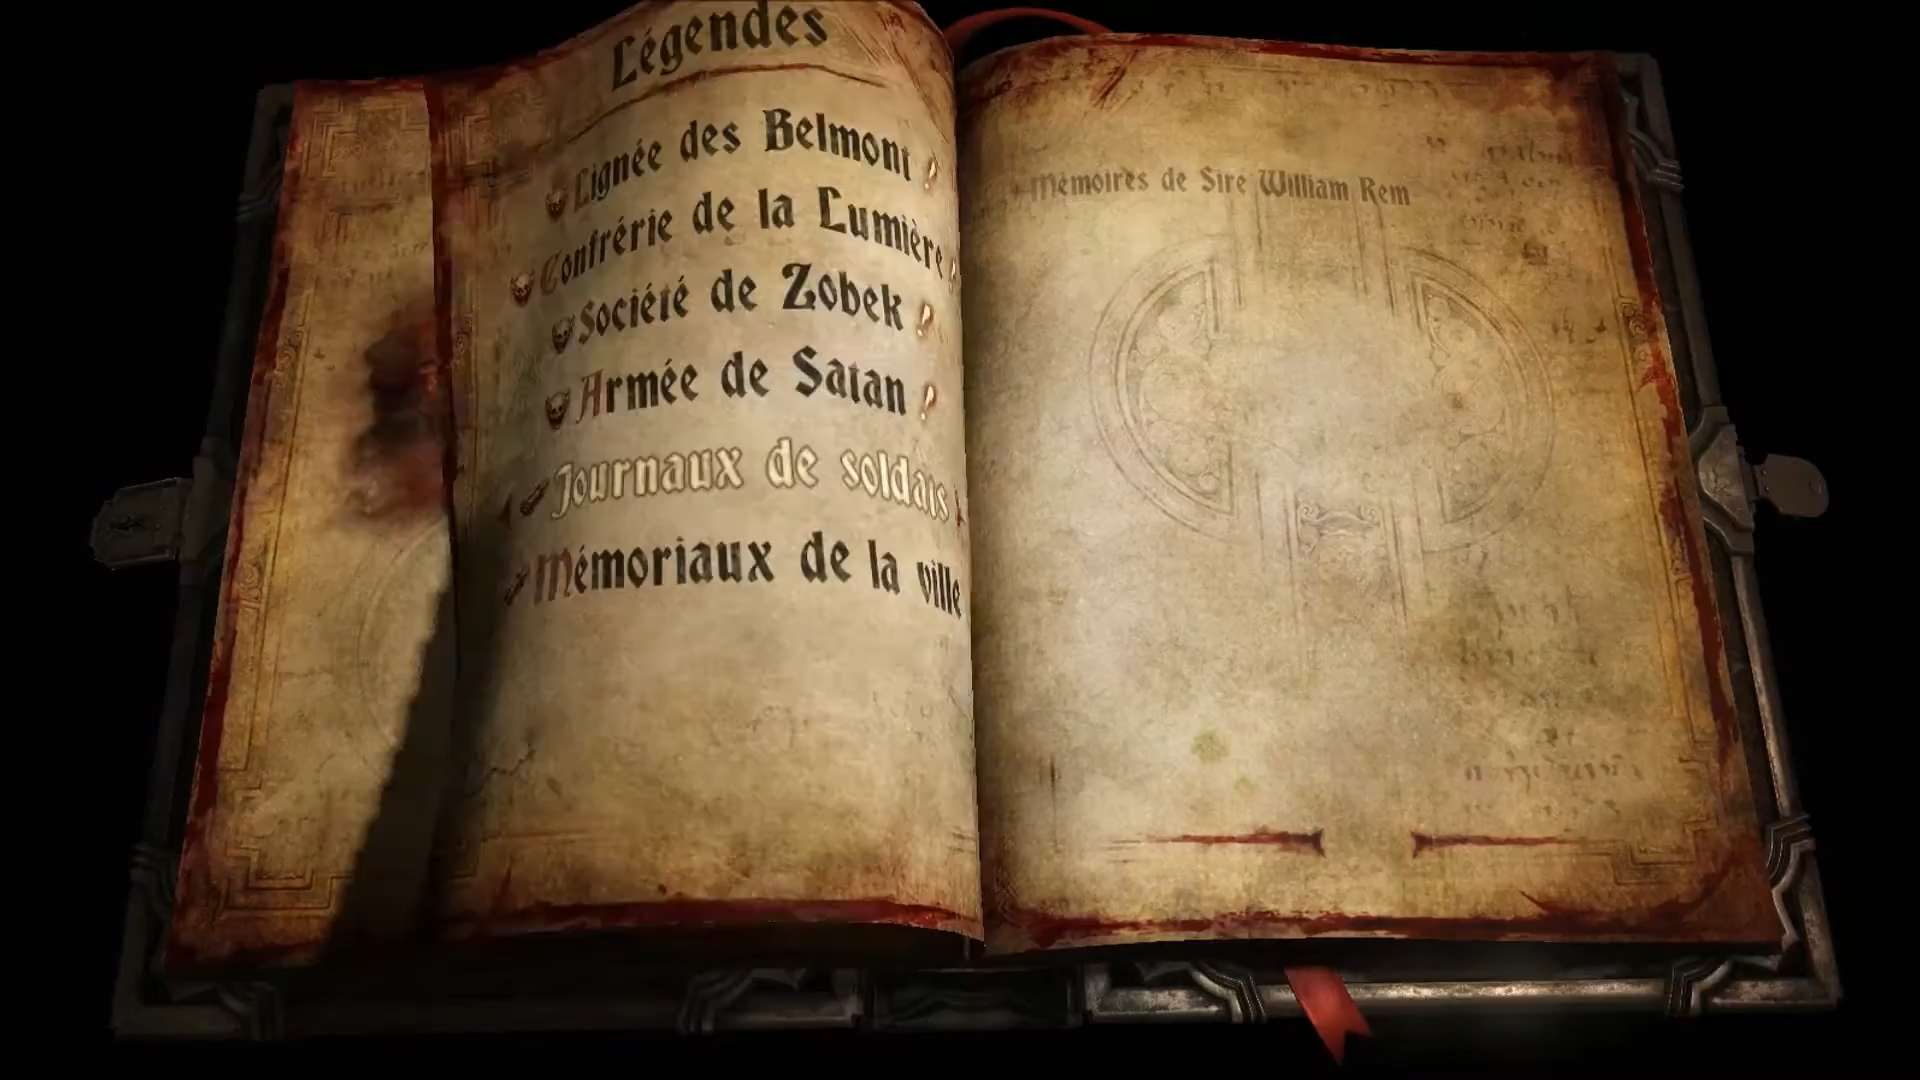 Légendes
Lignée des Belmont !
Confrérie de la Lumière !
Société de Zobek !
Armée de Satan !
Journaux de soldats
Mémoriaux de la ville
Mémoires de Sire William Rem